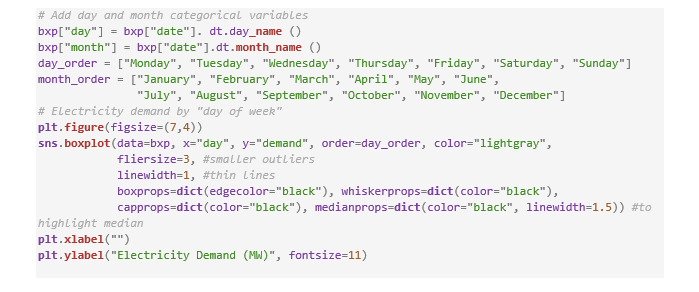 # Add day and month categorical variables
bxp["day"] = bxp["date"]. dt.day_name ()
bxp["month"] = bxp["date"].dt.month_name ()
day_order = ["Monday", "Tuesday", "Wednesday", "Thursday", "Friday", "Saturday", "Sunday"]
month_order = ["January", "February", "March", "April", "May", "June",
"July", "August", "September", "October", "November", "December"]
# Electricity demand by "day of week"
plt.figure(figsize=(7,4))
sns.boxplot(data=bxp, x="day", y="demand", order=day_order, color="lightgray",
fliersize=3, #smaller outliers
linewidth=1, #thin lines
boxprops=dict(edgecolor="black"), whiskerprops=dict(color="black"),
capprops=dict(color="black"), medianprops=dict(color="black", linewidth=1.5)) #to
highlight median
plt.xlabel("")
plt.ylabel("Electricity Demand (MW)", fontsize=11)